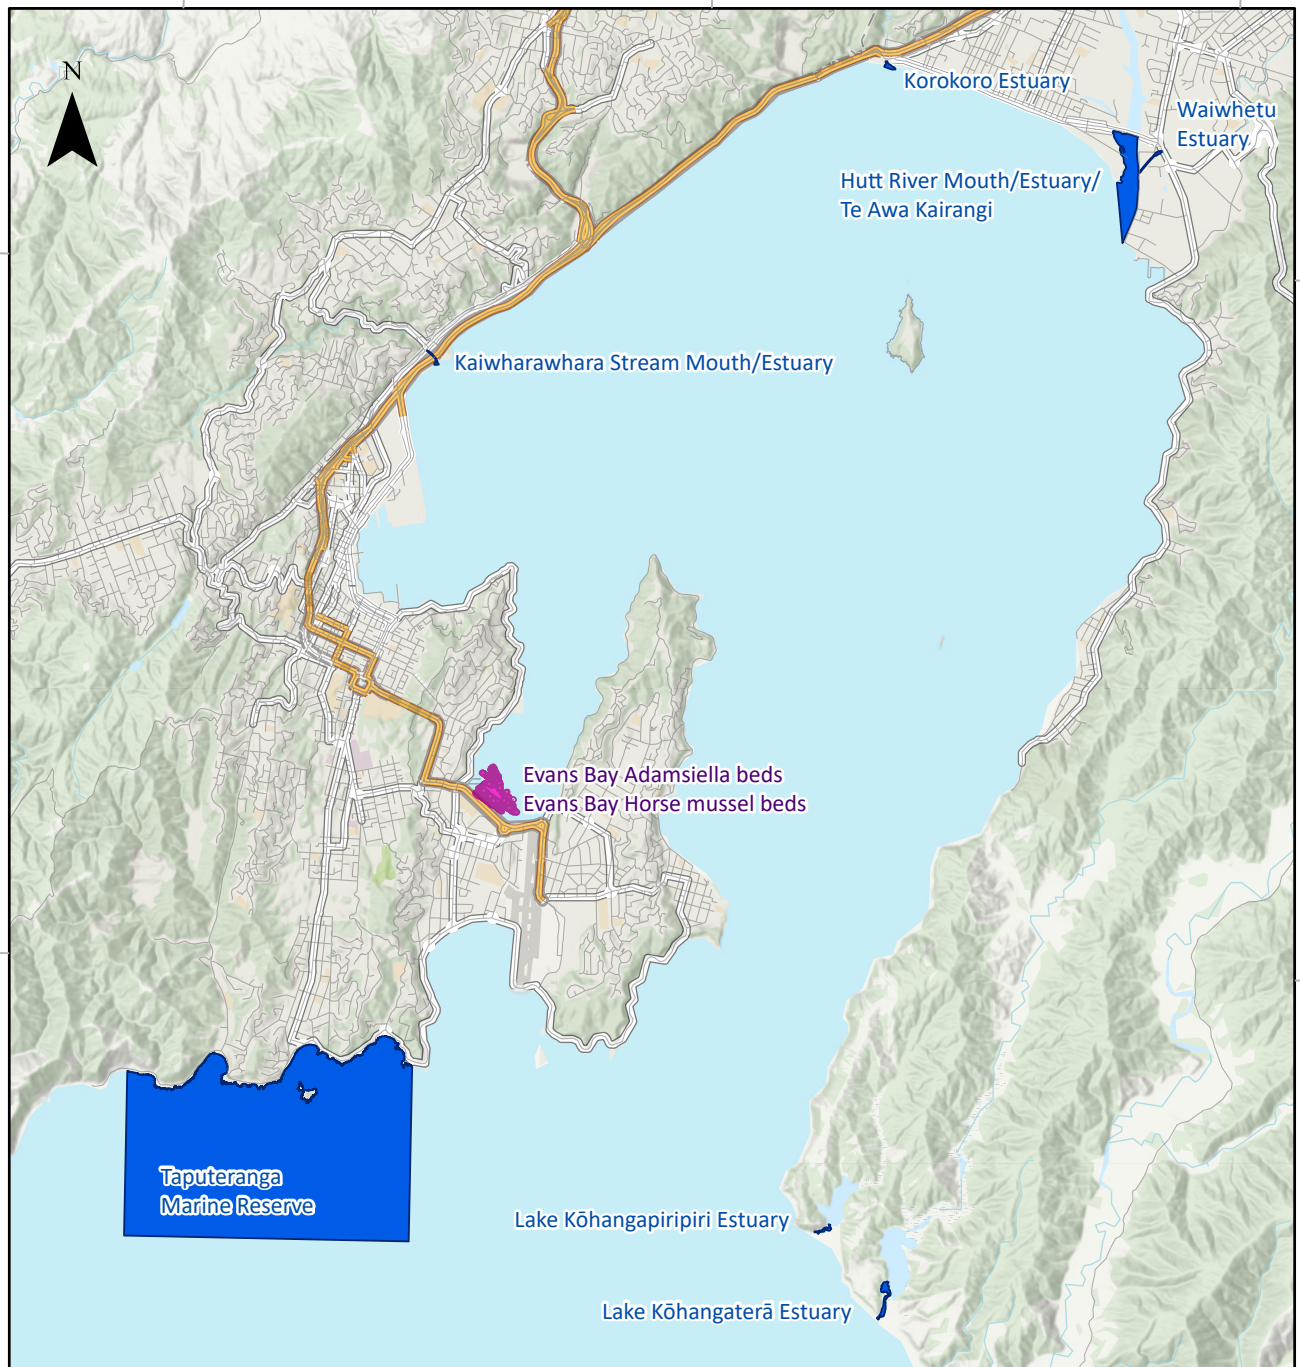 N
Korokoro Estuary
Waiwhetu
Estuary
Hutt River Mouth/Estuary/
Te Awa Kairangi
Kaiwharawhara Stream Mouth/Estuary
Evans Bay Adamsiella beds
Evans Bay Horse mussel beds
Taputeranga
Marine Reserve
Lake Kōhangapiripiri Estuary
Lake Kōhangaterā Estuary